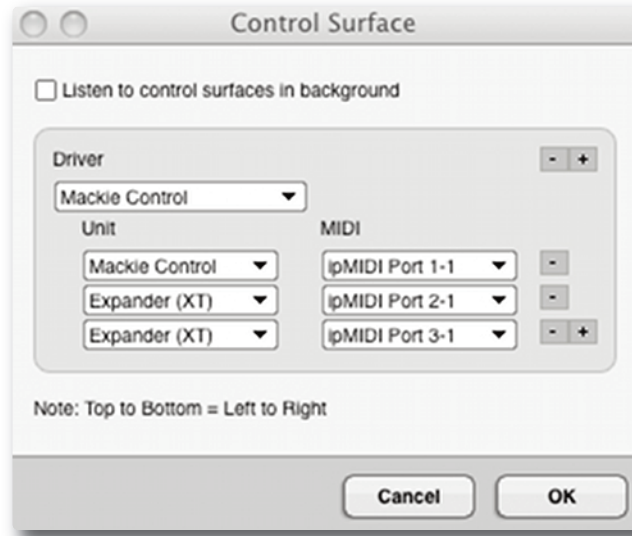 Control Surface
Listen to control surfaces in background
Driver - +
Mackie Control
Unit MIDI
Mackie Control ipMIDI Port 1-1 -
Expander (XT) ipMIDI Port 2-1 -
Expander (XT) ipMIDI Port 3-1 - +
Note: Top to Bottom = Left to Right
Cancel OK